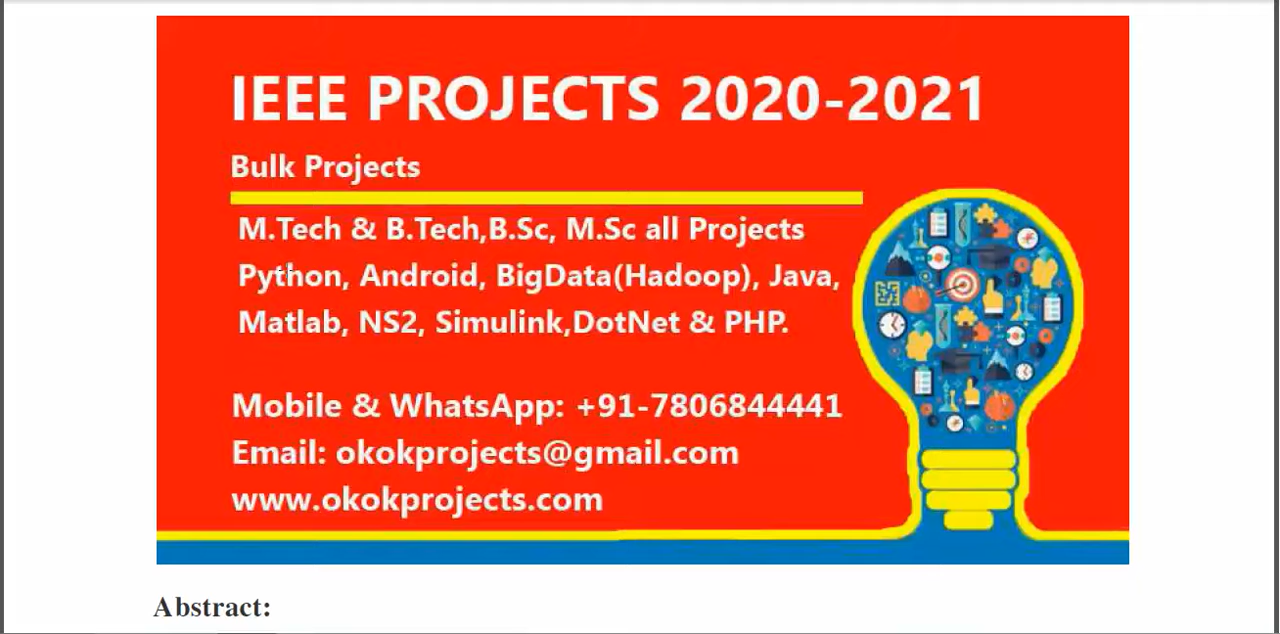 IEEE PROJECTS 2020-2021
Bulk Projects
M.Tech & B.Tech,B.Sc, M.Sc all Projects
Python, Android, BigData(Hadoop), Java,
Matlab, NS2, Simulink,DotNet & PHP.
Mobile & WhatsApp: +91-7806844441
Email: okokprojects@gmail.com
www.okokprojects.com
Abstract: